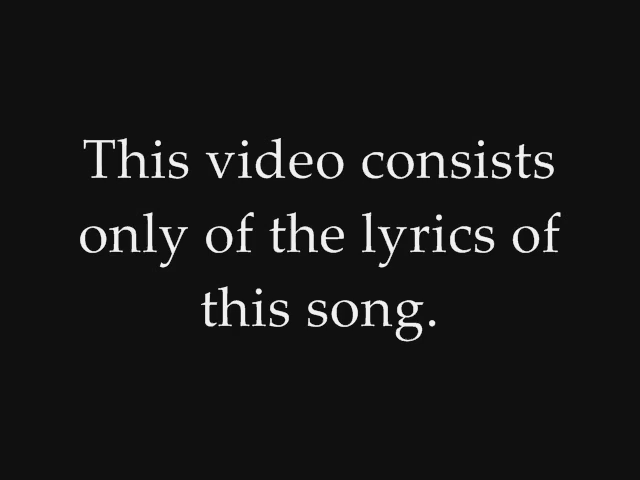 This video consists
only of the lyrics of
this song.